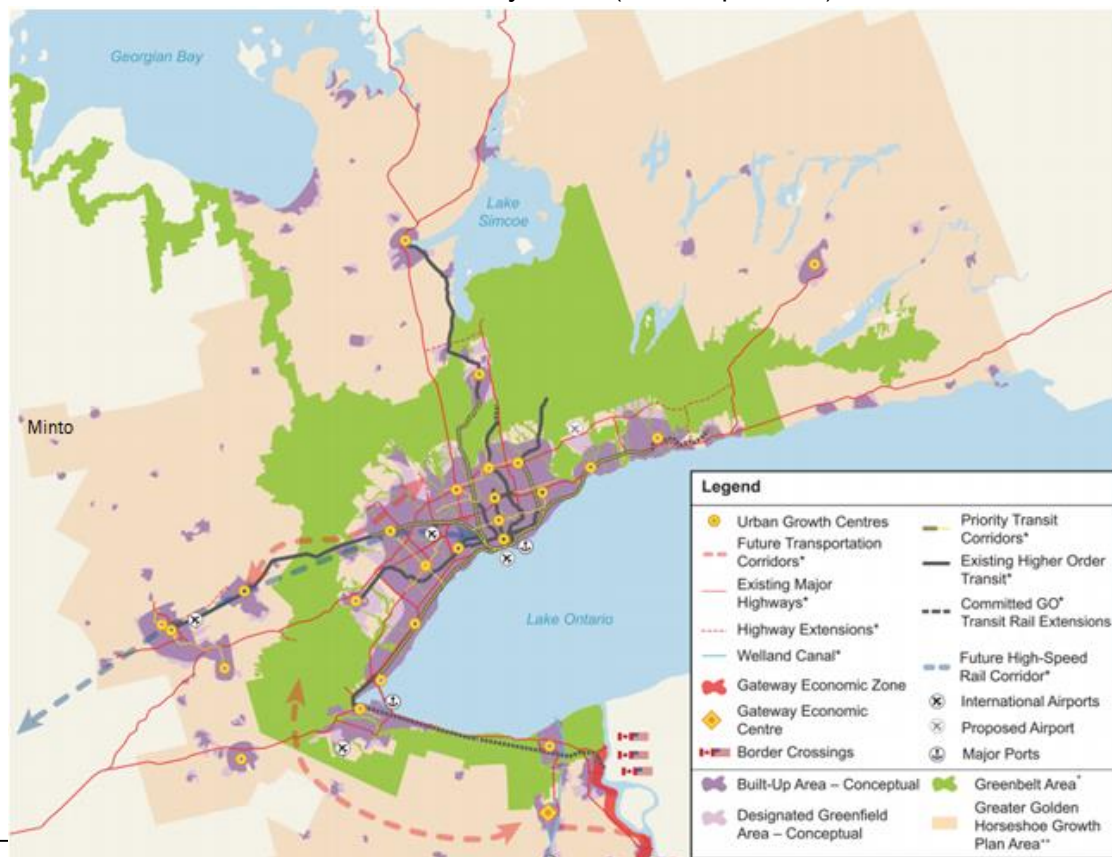 Georgian Bay
Lake
Simcoe
Minto
Lake Ontario
Legend
Urban Growth Centres
Future Transportation
Corridors*
Existing Major
Highways*
Highway Extensions*
Welland Canal*
Gateway Economic Zone
Gateway Economic
Centre
Border Crossings
Priority Transit
Corridors*
Existing Higher Order
Transit*
Committed GO*
Transit Rail Extensions
Future High-Speed
Rail Corridor*
International Airports
Proposed Airport
Major Ports
Built-Up Area – Conceptual
Designated Greenfield
Area – Conceptual
Greenbelt Area*
Greater Golden
Horseshoe Growth
Plan Area**